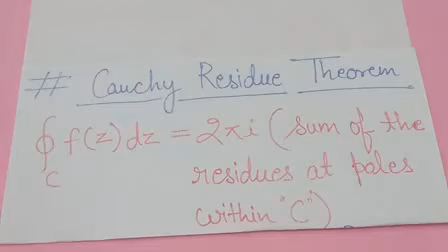 # Cauchy Residue Theorem
∮ f(z) dz = 2πi ( sum of the
C residues at poles
within "C")